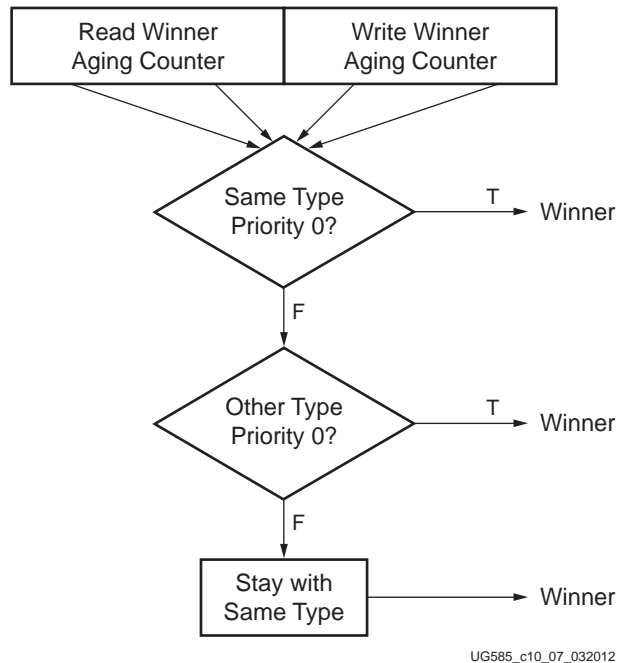 Read Winner
Aging Counter
Write Winner
Aging Counter
Same Type
Priority 0?
T
Winner
F
Other Type
Priority 0?
T
Winner
F
Stay with
Same Type
Winner
UG585_c10_07_032012